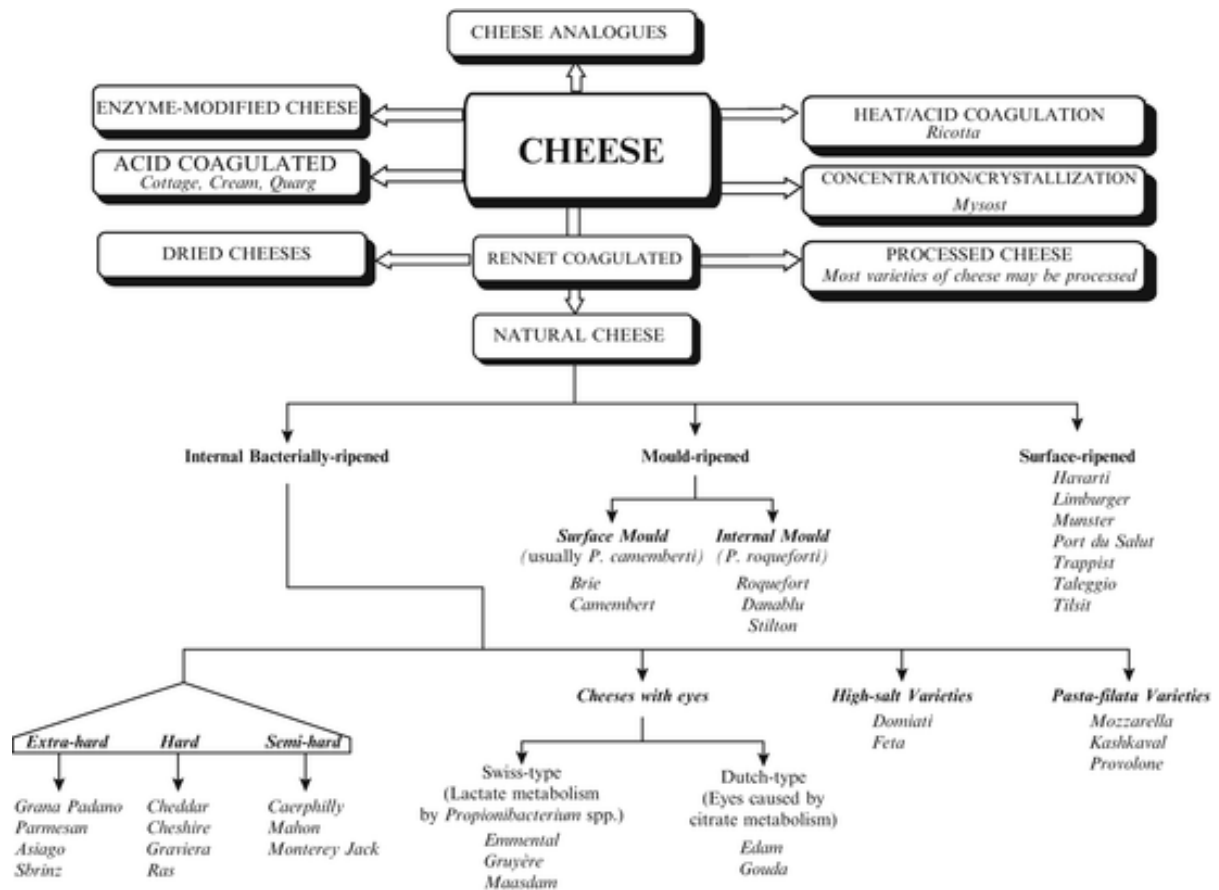 CHEESE ANALOGUES
ENZYME-MODIFIED CHEESE
ACID COAGULATED
Cottage, Cream, Quarg
CHEESE
HEAT/ACID COAGULATION
Ricotta
CONCENTRATION/CRYSTALLIZATION
Mysost
DRIED CHEESES
RENNET COAGULATED
PROCESSED CHEESE
Most varieties of cheese may be processed
NATURAL CHEESE
Internal Bacterially-ripened
Mould-ripened
Surface-ripened
Havarti
Limburger
Munster
Port du Salut
Trappist
Taleggio
Tilsit
Surface Mould
(usually P. camemberti)
Brie
Camembert
Internal Mould
(P. roqueforti)
Roquefort
Danablu
Stilton
Extra-hard
Grana Padano
Parmesan
Asiago
Sbrinz
Hard
Cheddar
Cheshire
Graviera
Ras
Semi-hard
Caerphilly
Mahon
Monterey Jack
Cheeses with eyes
Swiss-type
(Lactate metabolism
by Propionibacterium spp.)
Emmental
Gruyère
Maasdam
Dutch-type
(Eyes caused by
citrate metabolism)
Edam
Gouda
High-salt Varieties
Domiati
Feta
Pasta-filata Varieties
Mozzarella
Kashkaval
Provolone